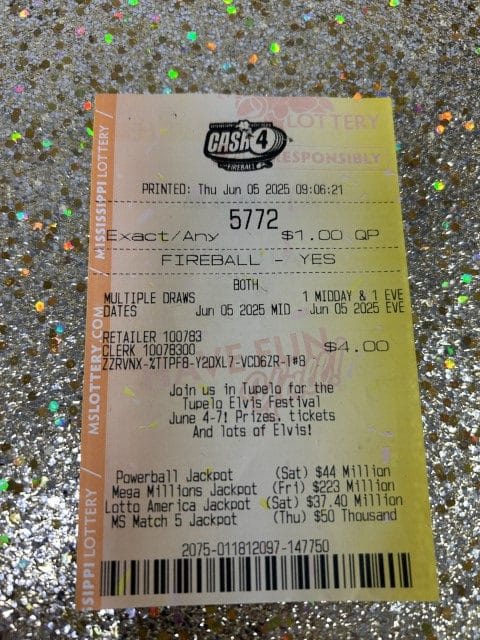 LOTTERY
RESPONSIBLY
CASH 4
FIREBALL
PRINTED: Thu Jun 05 2025 09:06:21
5772
Exact/Any $1.00 QP
FIREBALL - YES
BOTH
MULTIPLE DRAWS 1 MIDDAY & 1 EVE
DATES Jun 05 2025 MID - Jun 05 2025 EVE
RETAILER 100783
CLERK 10078300 $4.00
ZZRVNX-%TTPF8-Y2DXL7-VCD6ZR-T#8
Join us in Tupelo for the
Tupelo Elvis Festival
June 4-7! Prizes, tickets
And lots of Elvis!
Powerball Jackpot (Sat) $44 Million
Mega Millions Jackpot (Fri) $223 Million
Lotto America Jackpot (Sat) $37.40 Million
MS Match 5 Jackpot (Thu) $50 Thousand
2075-011812097-147750
MISSISSIPPI LOTTERY /
MSLOTTERY.COM /
SIPPI LOTTERY /